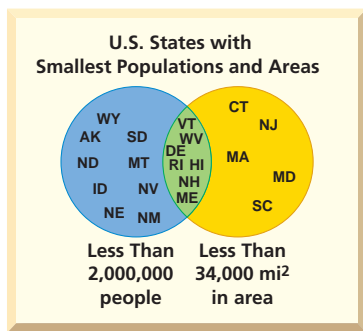 U.S. States with
Smallest Populations and Areas
WY
AK SD
ND MT
ID NV
NE NM
VT
WV
DE
RI HI
NH
ME
CT
NJ
MA
MD
SC
Less Than
2,000,000
people
Less Than
34,000 mi²
in area